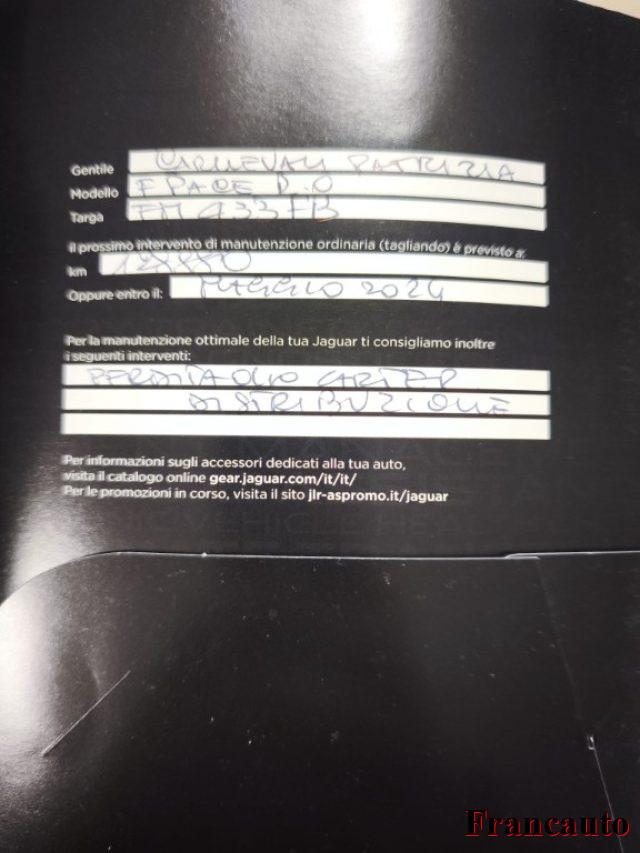 Gentile CARNEVALI PATRIZIA
Modello F PACE 2.0
Targa FM433FB
Il prossimo intervento di manutenzione ordinaria (tagliando) è previsto a:
km
Oppure entro il: MAGGIO 2024
Per la manutenzione ottimale della tua Jaguar ti consigliamo inoltre
i seguenti interventi:
PERDITA OLIO CARTER
DISTRIBUZIONE
Per informazioni sugli accessori dedicati alla tua auto,
visita il catalogo online gear.jaguar.com/it/it/
Per le promozioni in corso, visita il sito jlr-aspromo.it/jaguar
Francauto